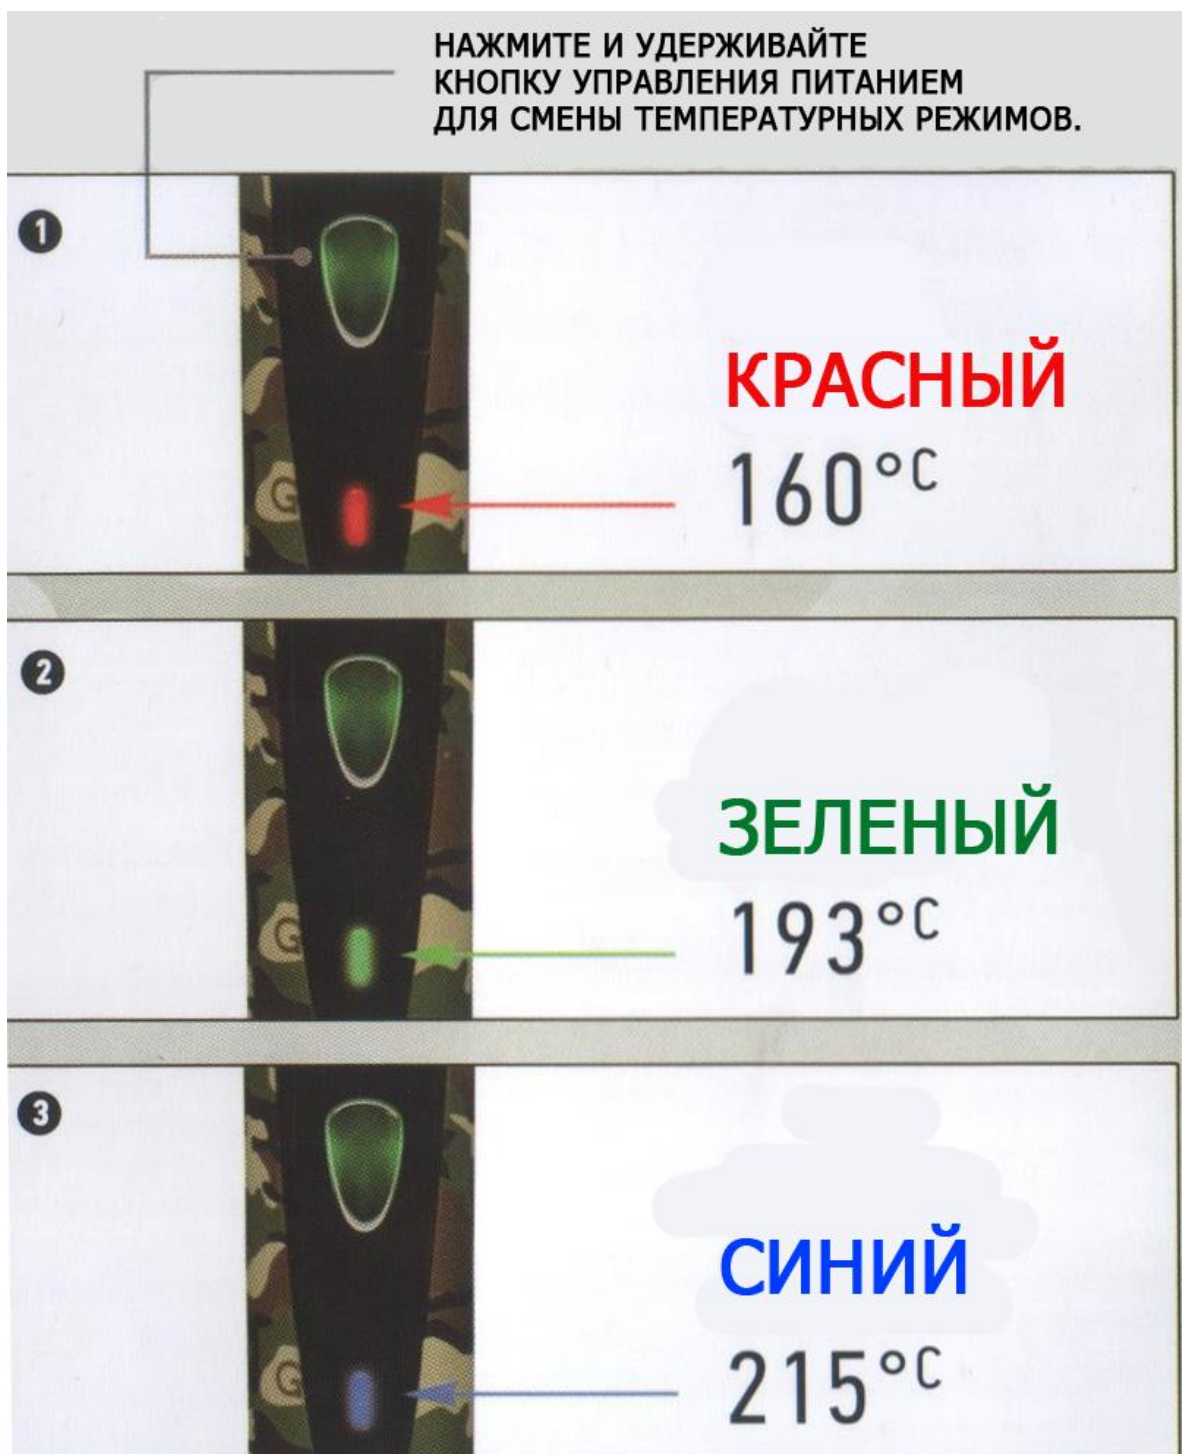 НАЖМИТЕ И УДЕРЖИВАЙТЕ
КНОПКУ УПРАВЛЕНИЯ ПИТАНИЕМ
ДЛЯ СМЕНЫ ТЕМПЕРАТУРНЫХ РЕЖИМОВ.
1
КРАСНЫЙ
160°C
G
2
ЗЕЛЕНЫЙ
193°C
G
3
СИНИЙ
215°C
G